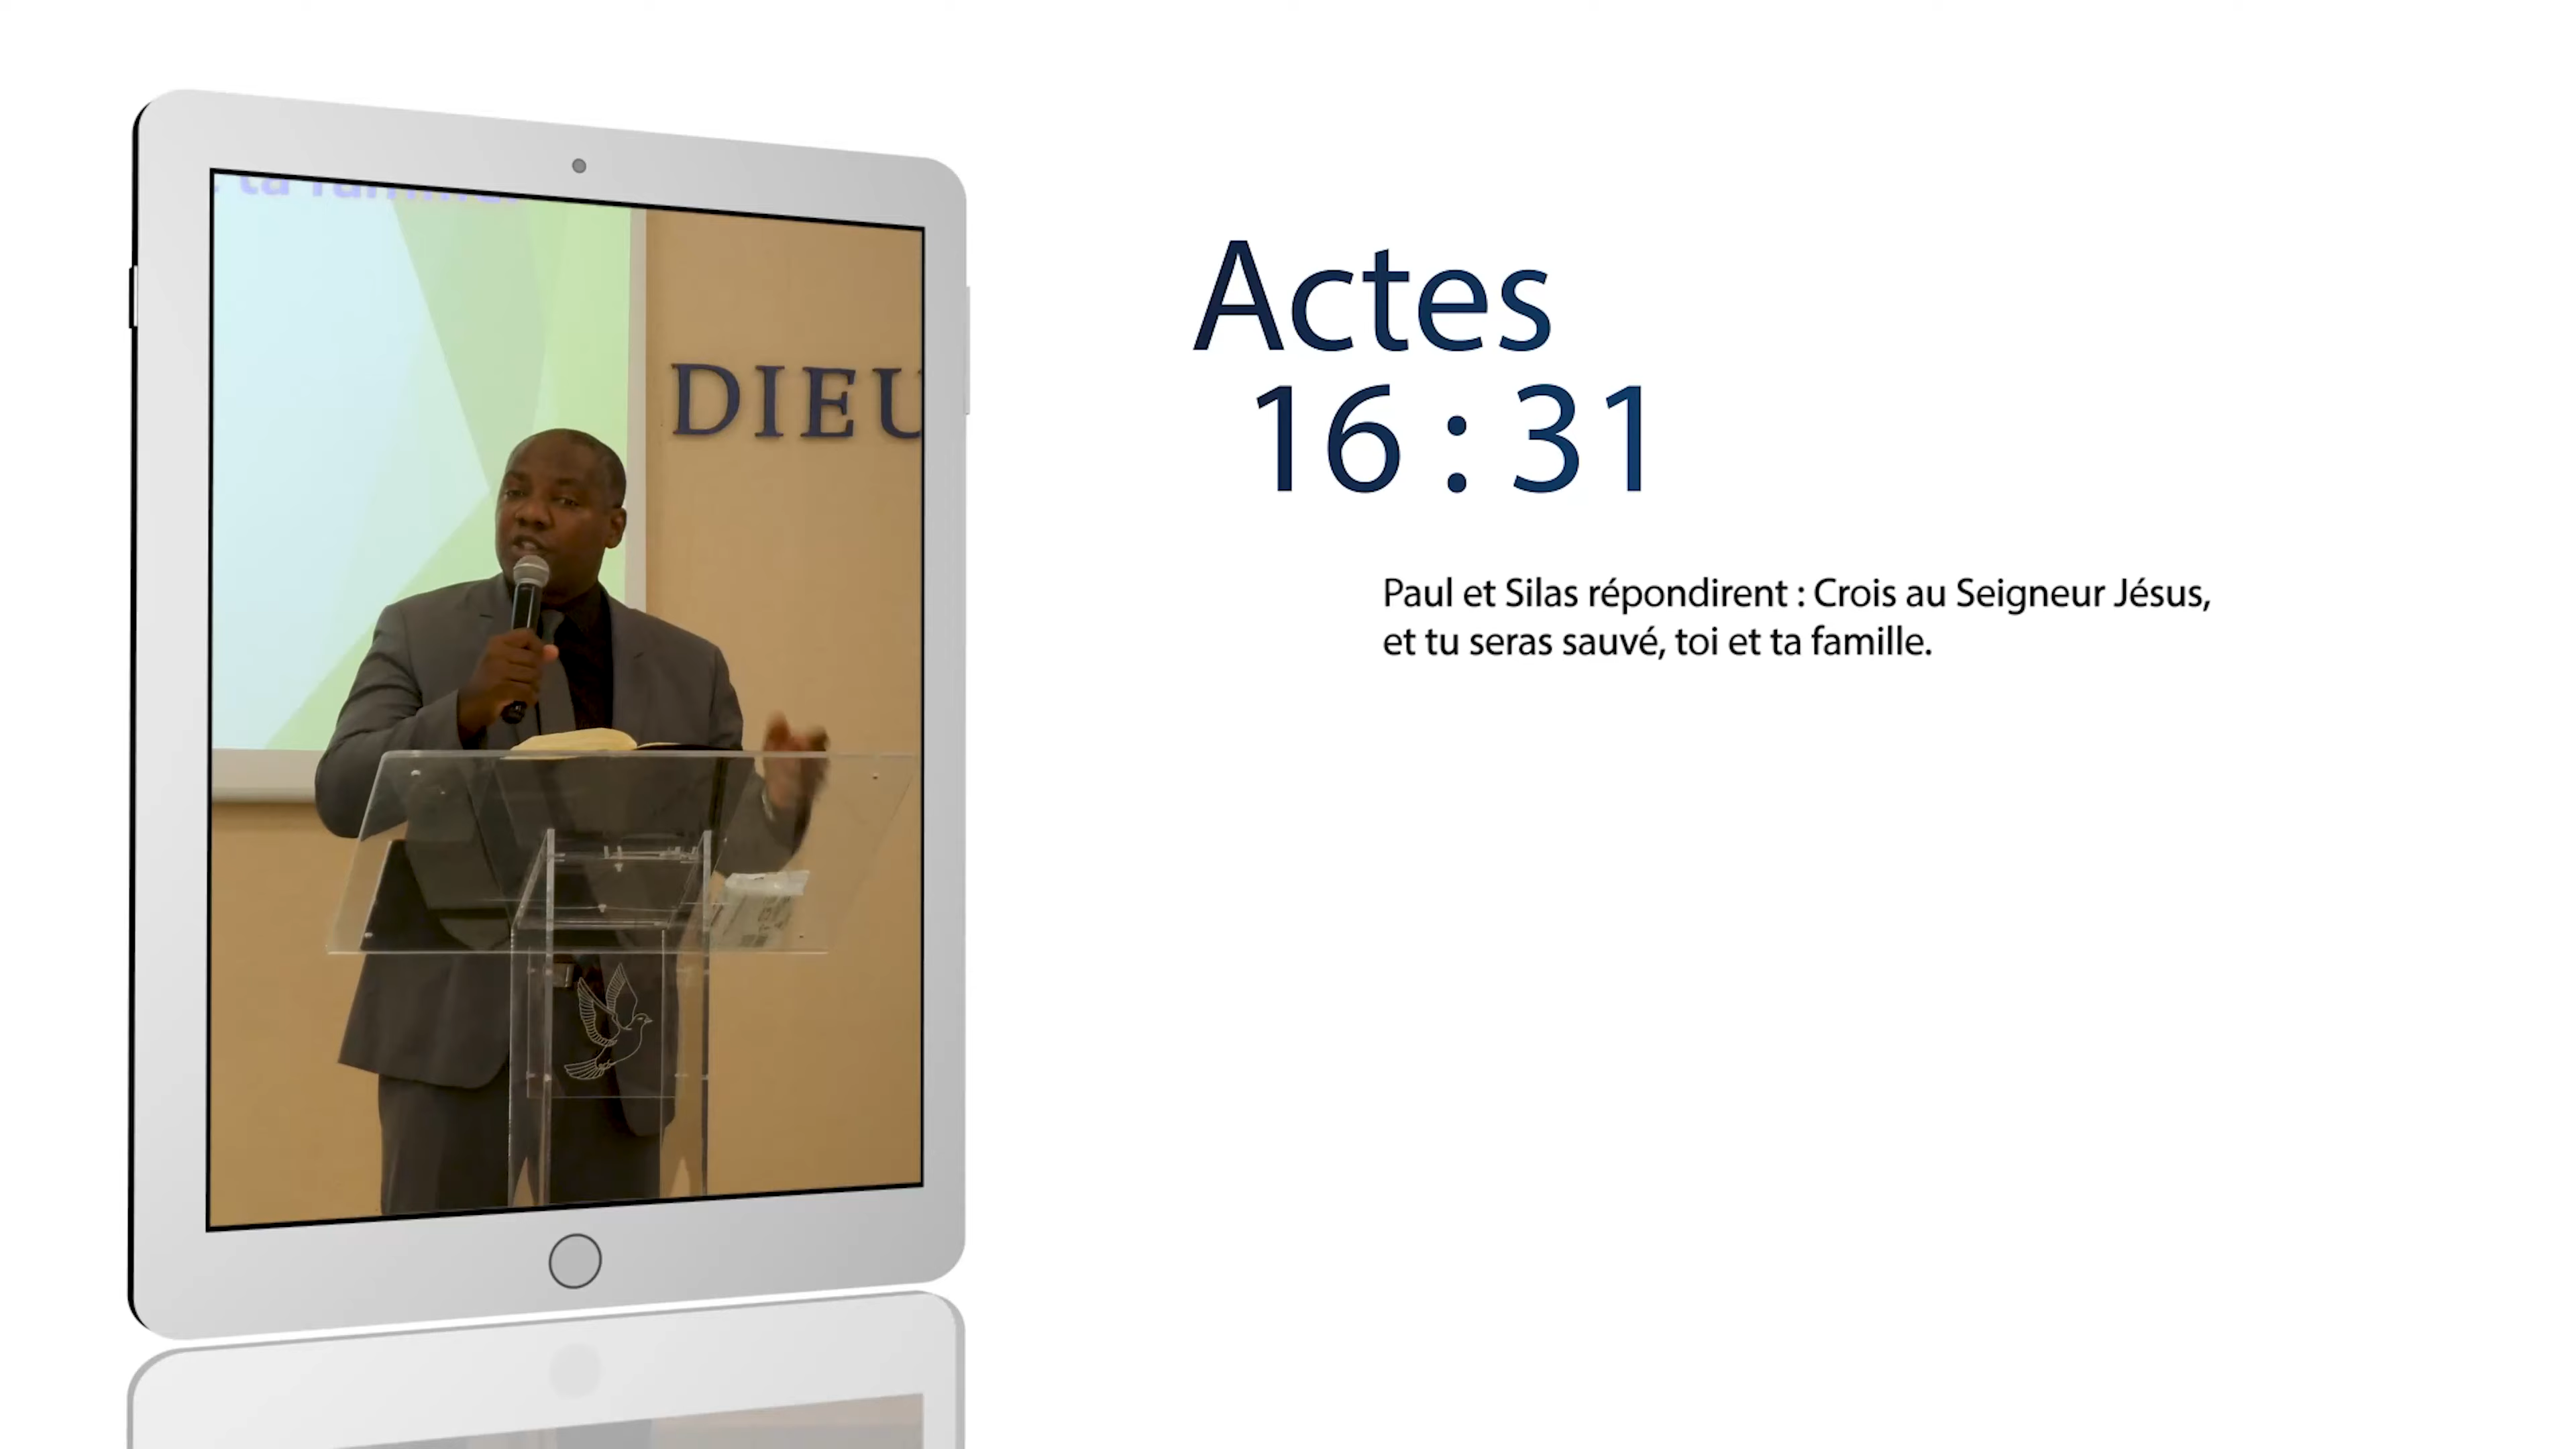 DIEU
Actes
16 : 31
Paul et Silas répondirent : Crois au Seigneur Jésus,
et tu seras sauvé, toi et ta famille.